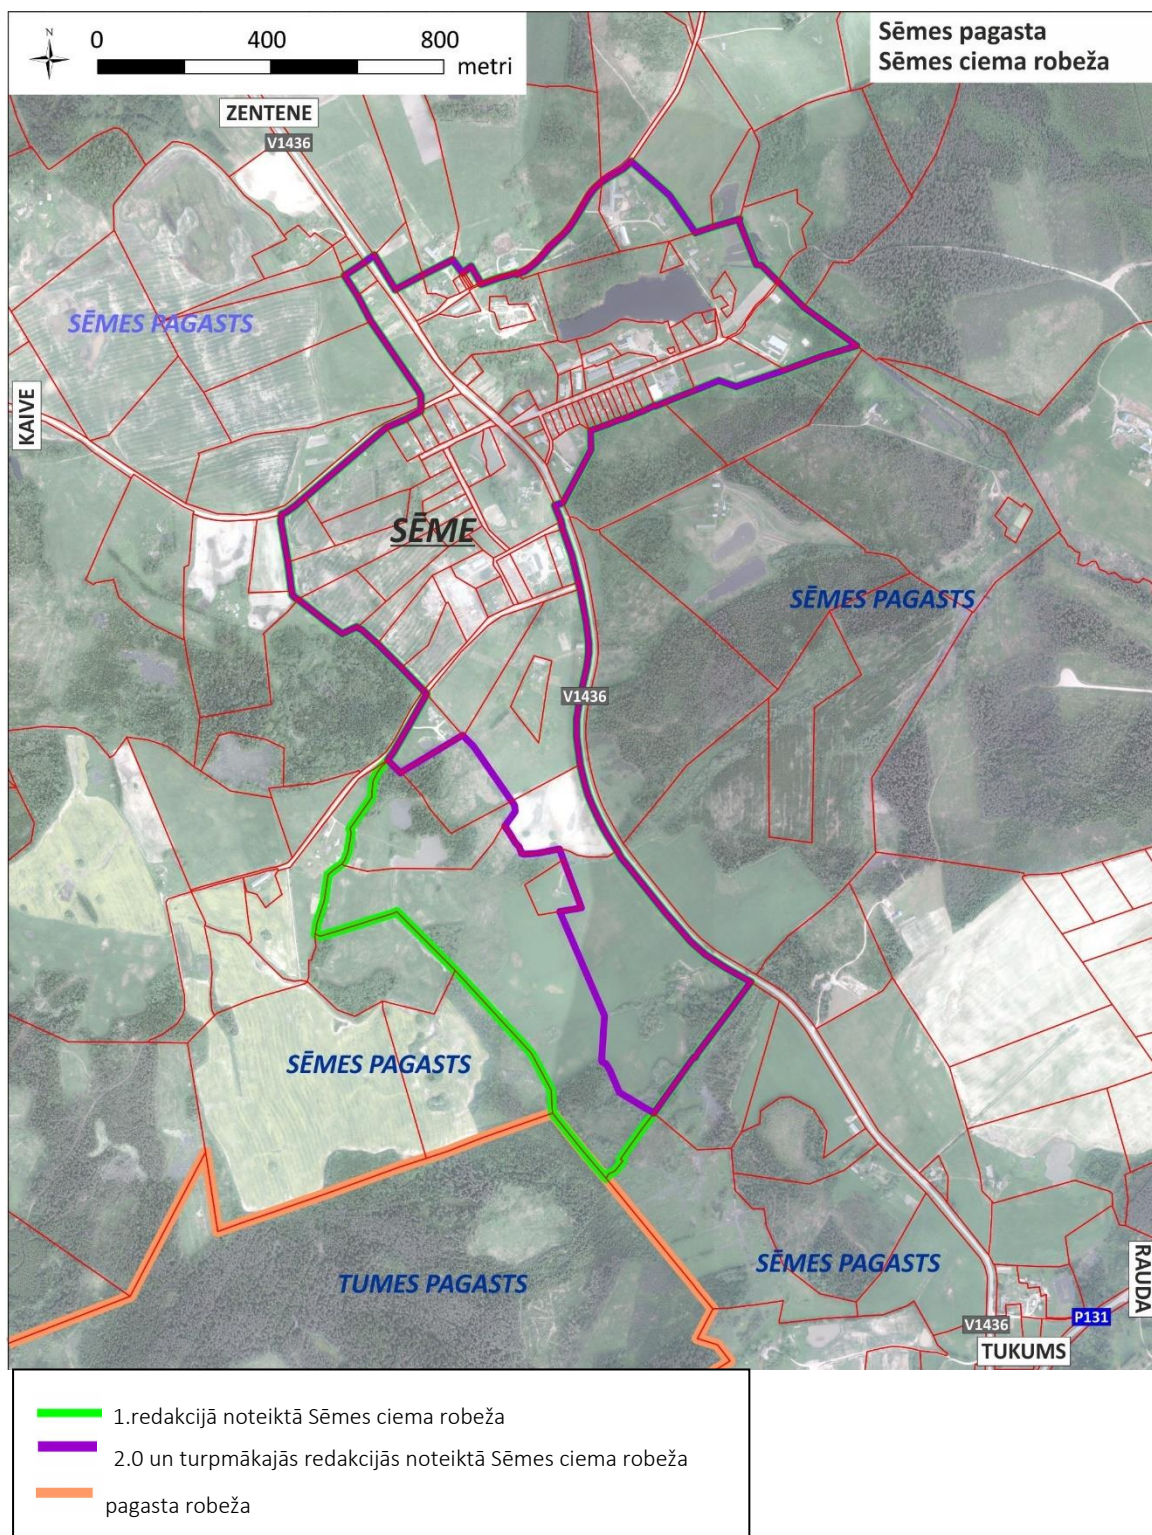 N
0 400 800
metri
Sēmes pagasta
Sēmes ciema robeža
ZENTENE
V1436
SĒMES PAGASTS
KAIVE
SĒME
SĒMES PAGASTS
V1436
SĒMES PAGASTS
SĒMES PAGASTS
TUMES PAGASTS
RAUDA
P131
V1436
TUKUMS
1.redakcijā noteiktā Sēmes ciema robeža
2.0 un turpmākajās redakcijās noteiktā Sēmes ciema robeža
pagasta robeža